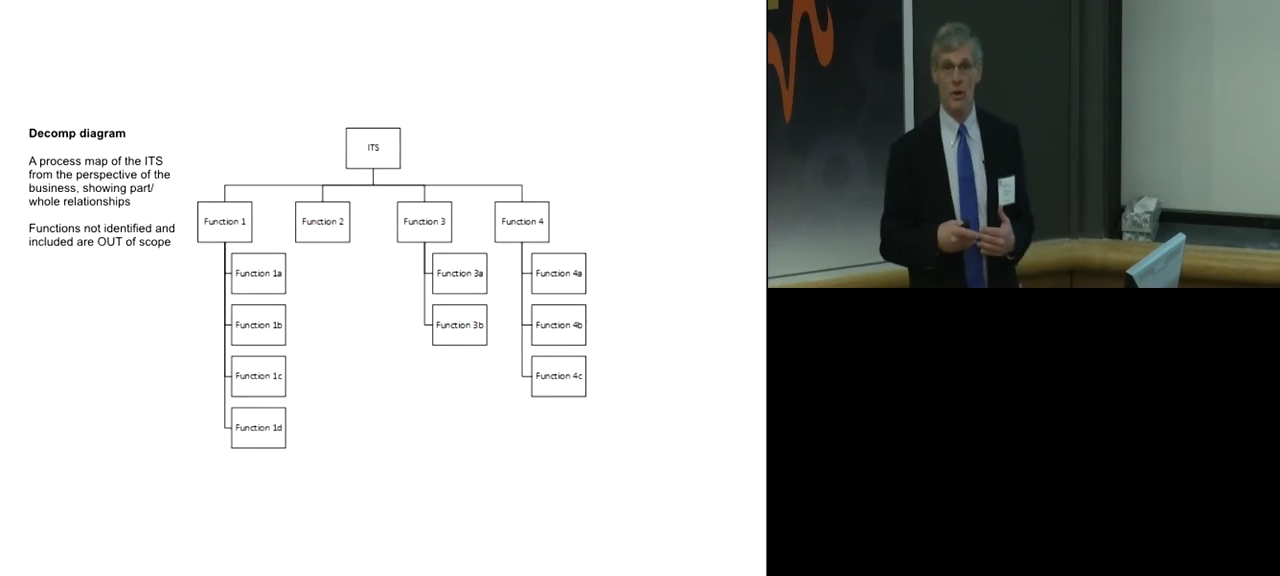 Decomp diagram
A process map of the ITS
from the perspective of the
business, showing part/
whole relationships
Functions not identified and
included are OUT of scope
ITS
Function 1
Function 2
Function 3
Function 4
Function 1a
Function 3a
Function 4a
Function 1b
Function 3b
Function 4b
Function 1c
Function 4c
Function 1d